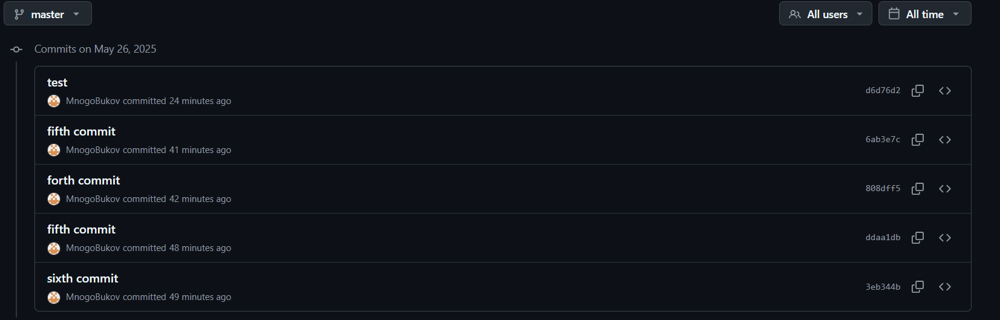 master
All users
All time
Commits on May 26, 2025
test
MnogoBukov committed 24 minutes ago
d6d76d2
fifth commit
MnogoBukov committed 41 minutes ago
6ab3e7c
forth commit
MnogoBukov committed 42 minutes ago
808dff5
fifth commit
MnogoBukov committed 48 minutes ago
ddaa1db
sixth commit
MnogoBukov committed 49 minutes ago
3eb344b